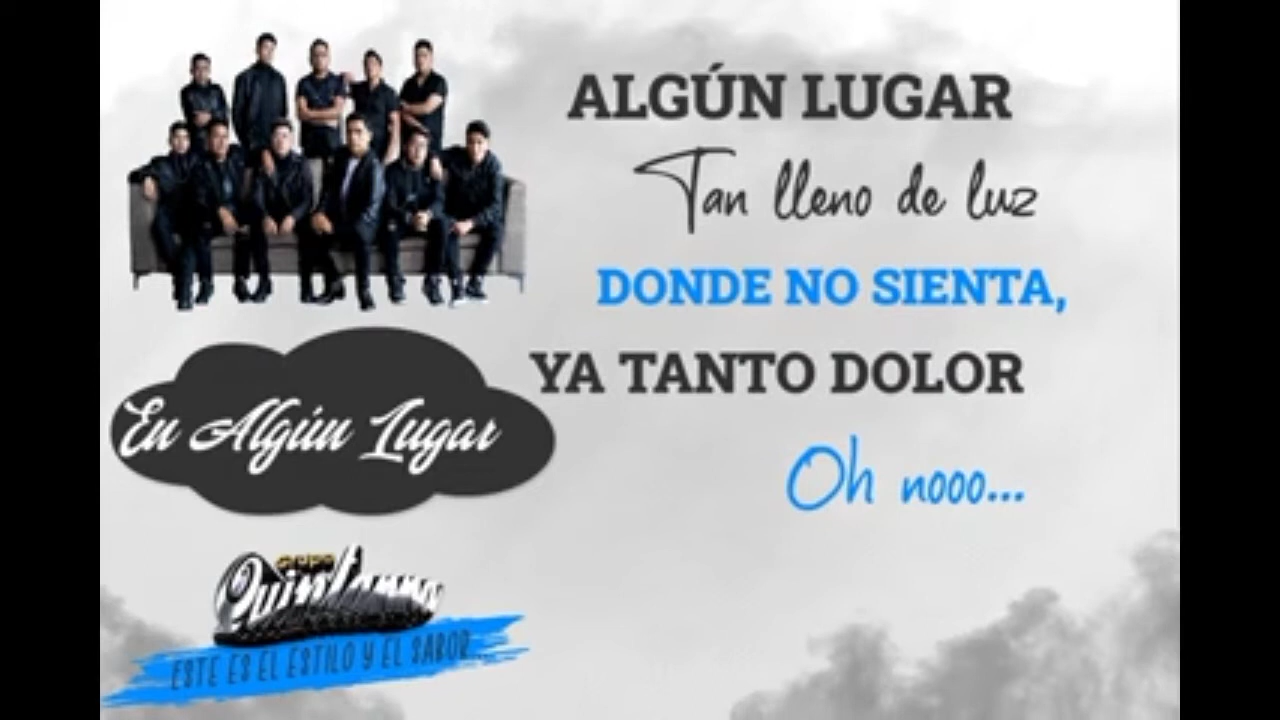 ALGÚN LUGAR
Tan lleno de luz
DONDE NO SIENTA,
YA TANTO DOLOR
Oh nooo...
En Algún Lugar
Grupo
Quintanna
ESTE ES EL ESTILO Y EL SABOR...